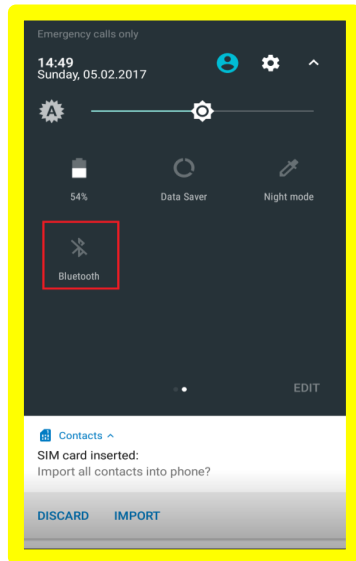 Emergency calls only
14:49
Sunday, 05.02.2017
A
54% Data Saver Night mode
Bluetooth
EDIT
Contacts
SIM card inserted:
Import all contacts into phone?
DISCARD IMPORT